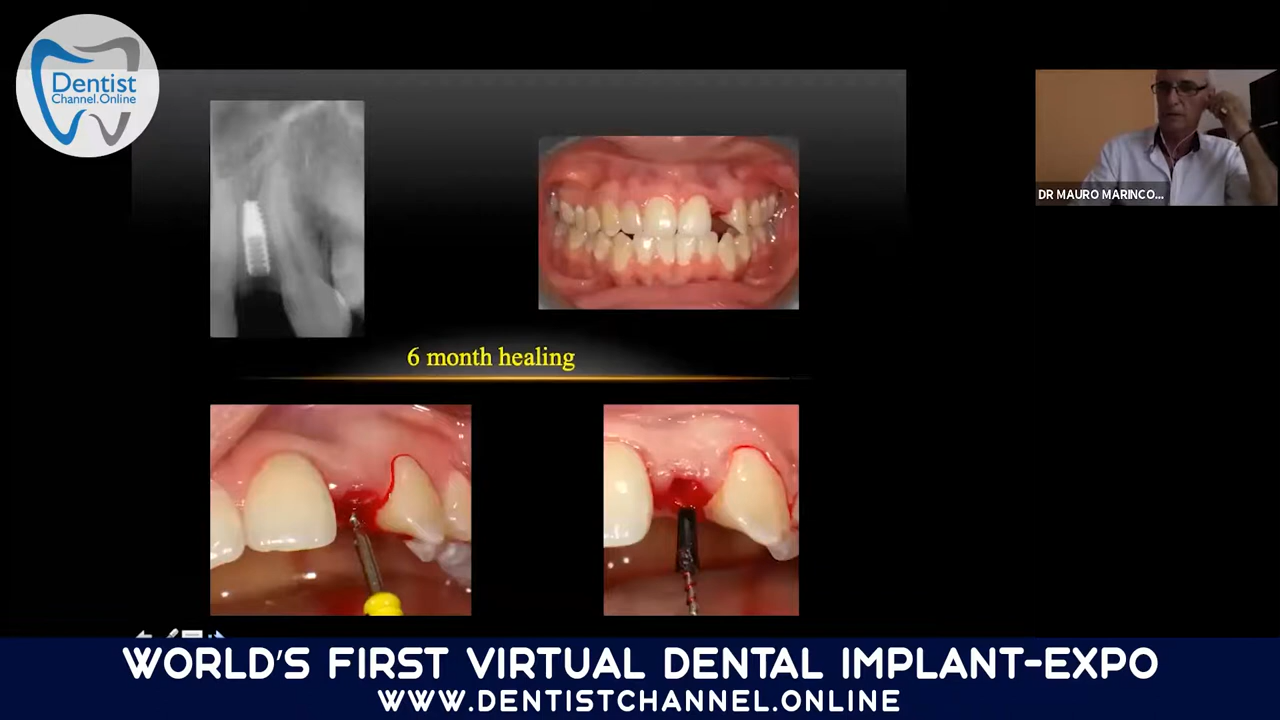 Dentist
Channel.Online
DR MAURO MARINCO...
6 month healing
WORLD'S FIRST VIRTUAL DENTAL IMPLANT-EXPO
WWW.DENTISTCHANNEL.ONLINE